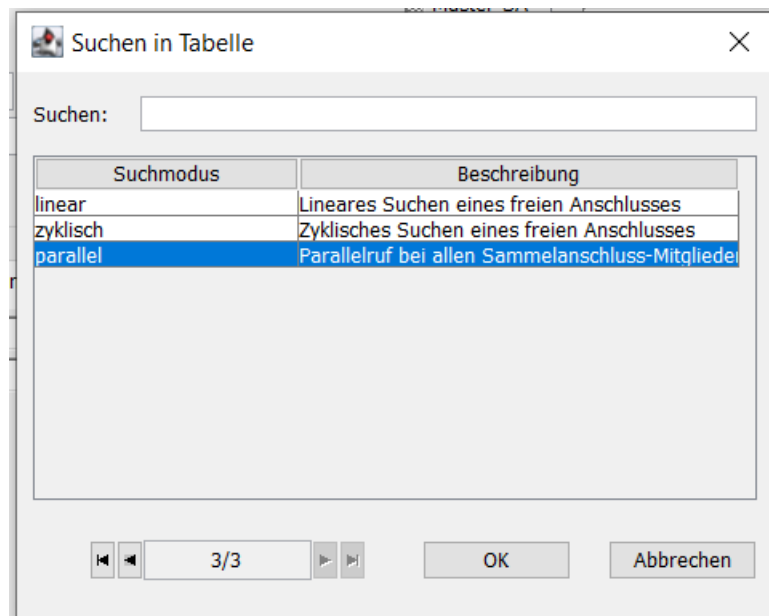 Suchen in Tabelle
Suchen:
Suchmodus Beschreibung
linear Lineares Suchen eines freien Anschlusses
zyklisch Zyklisches Suchen eines freien Anschlusses
parallel Parallelruf bei allen Sammelanschluss-Mitglieder
3/3 OK Abbrechen